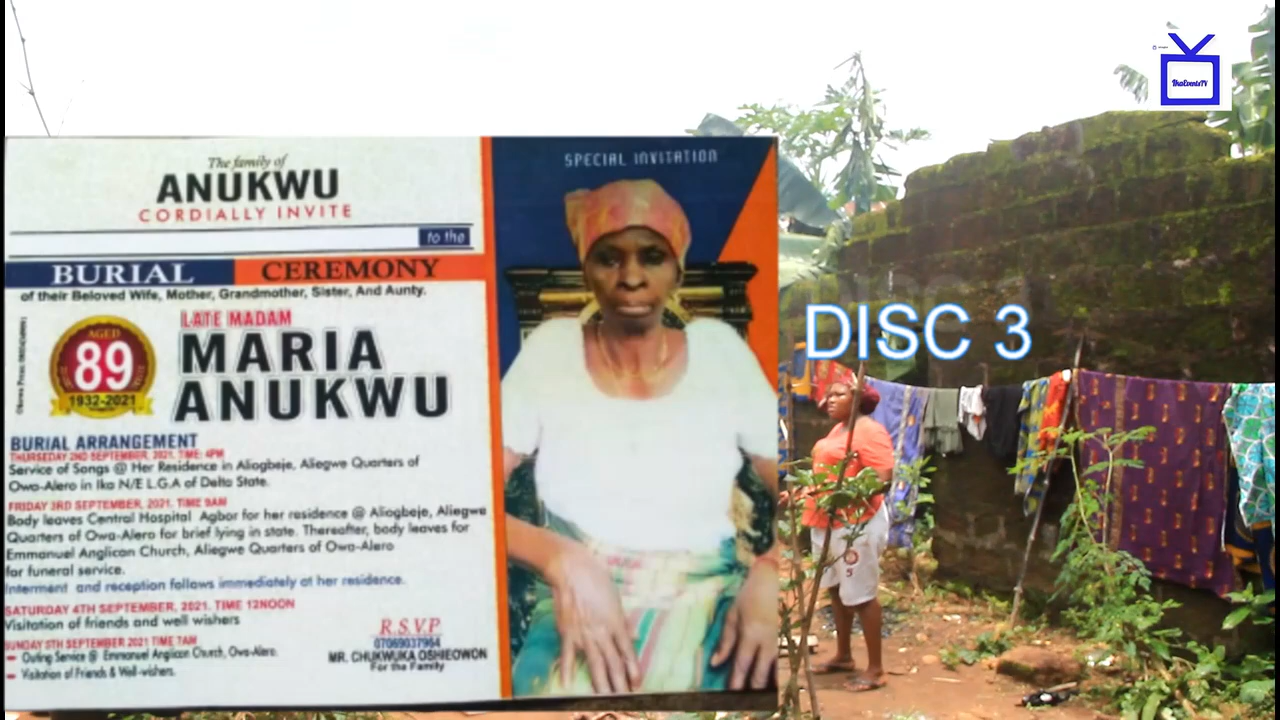 IkaEventsTV
The family of
ANUKWU
CORDIALLY INVITE
to the
BURIAL CEREMONY
of their Beloved Wife, Mother, Grandmother, Sister, And Aunty.
AGED
89
1932-2021
LATE MADAM
MARIA
ANUKWU
BURIAL ARRANGEMENT
THURSEDAY 2ND SEPTEMBER, 2021. TIME: 4PM
Service of Songs @ Her Residence in Aliogbeje, Aliegwe Quarters of
Owa-Alero in Ika N/E L.G.A of Delta State.
FRIDAY 3RD SEPTEMBER, 2021. TIME 9AM
Body leaves Central Hospital Agbor for her residence @ Aliogbeje, Aliegwe
Quarters of Owa-Alero for brief lying in state. Thereafter, body leaves for
Emmanuel Anglican Church, Aliegwe Quarters of Owa-Alero
for funeral service.
Interment and reception follows immediately at her residence.
SATURDAY 4TH SEPTEMBER, 2021. TIME 12NOON
Visitation of friends and well wishers
SUNDAY 5TH SEPTEMBER 2021 TIME 7AM
Outing Service @ Emmanuel Anglican Church, Owa-Alero.
Visitation of Friends & Well-wishers.
R.S.V.P
07069037984
MR. CHUKWUKA OSHIEOWON
For the Family
SPECIAL INVITATION
DISC 3